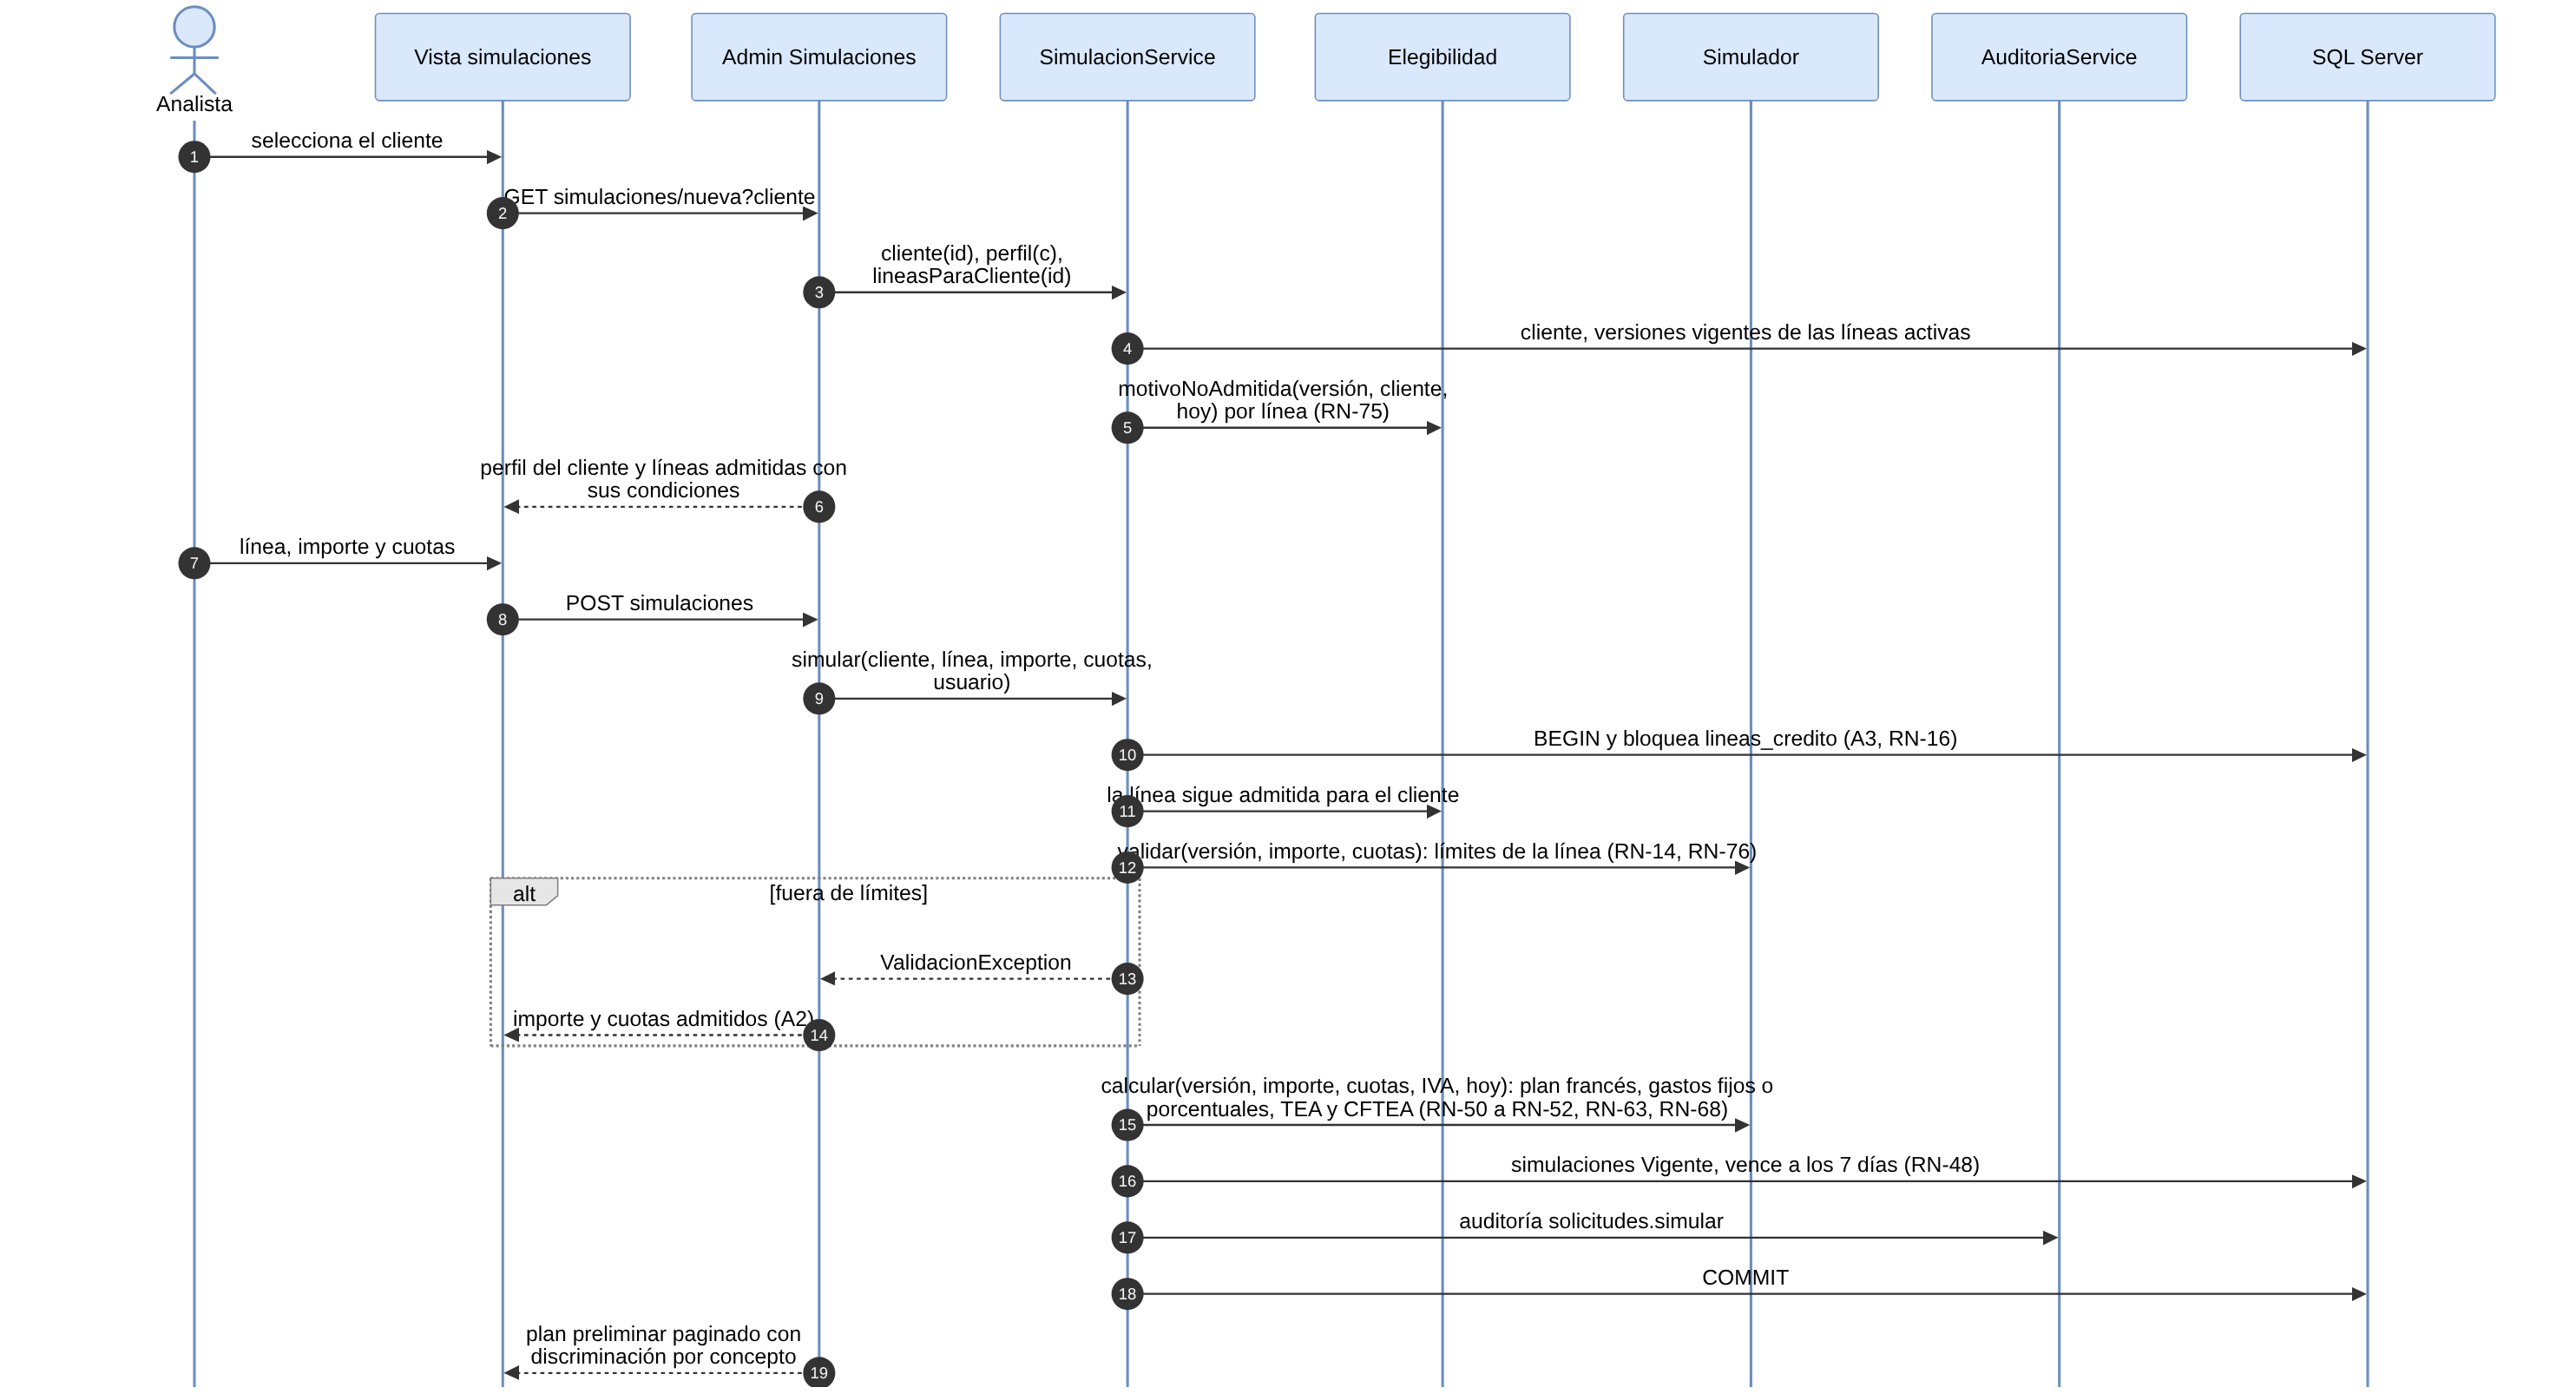 Analista
Vista simulaciones
Admin Simulaciones
SimulacionService
Elegibilidad
Simulador
AuditoriaService
SQL Server
1
selecciona el cliente
2
GET simulaciones/nueva?cliente
3
cliente(id), perfil(c),
lineasParaCliente(id)
4
cliente, versiones vigentes de las líneas activas
5
motivoNoAdmitida(versión, cliente,
hoy) por línea (RN-75)
6
perfil del cliente y líneas admitidas con
sus condiciones
7
línea, importe y cuotas
8
POST simulaciones
9
simular(cliente, línea, importe, cuotas,
usuario)
10
BEGIN y bloquea lineas_credito (A3, RN-16)
11
la línea sigue admitida para el cliente
12
validar(versión, importe, cuotas): límites de la línea (RN-14, RN-76)
alt
[fuera de límites]
13
ValidacionException
14
importe y cuotas admitidos (A2)
15
calcular(versión, importe, cuotas, IVA, hoy): plan francés, gastos fijos o
porcentuales, TEA y CFTEA (RN-50 a RN-52, RN-63, RN-68)
16
simulaciones Vigente, vence a los 7 días (RN-48)
17
auditoría solicitudes.simular
18
COMMIT
19
plan preliminar paginado con
discriminación por concepto